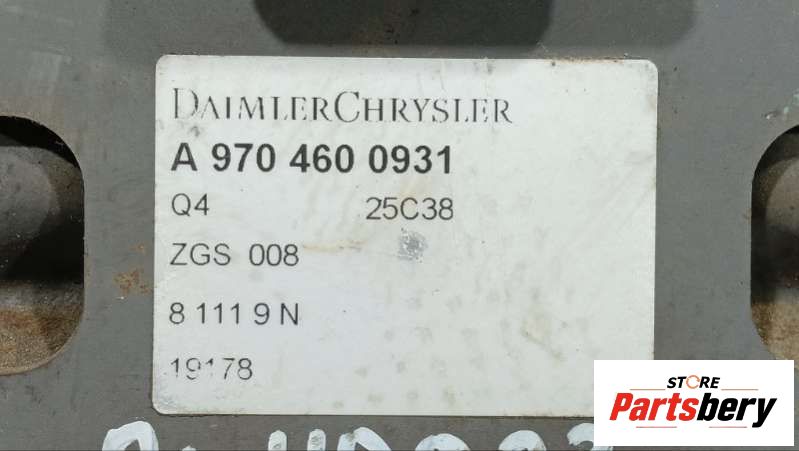 DAIMLERCHRYSLER
A 970 460 0931
Q4 25C38
ZGS 008
8 111 9 N
19178
STORE
Partsbery